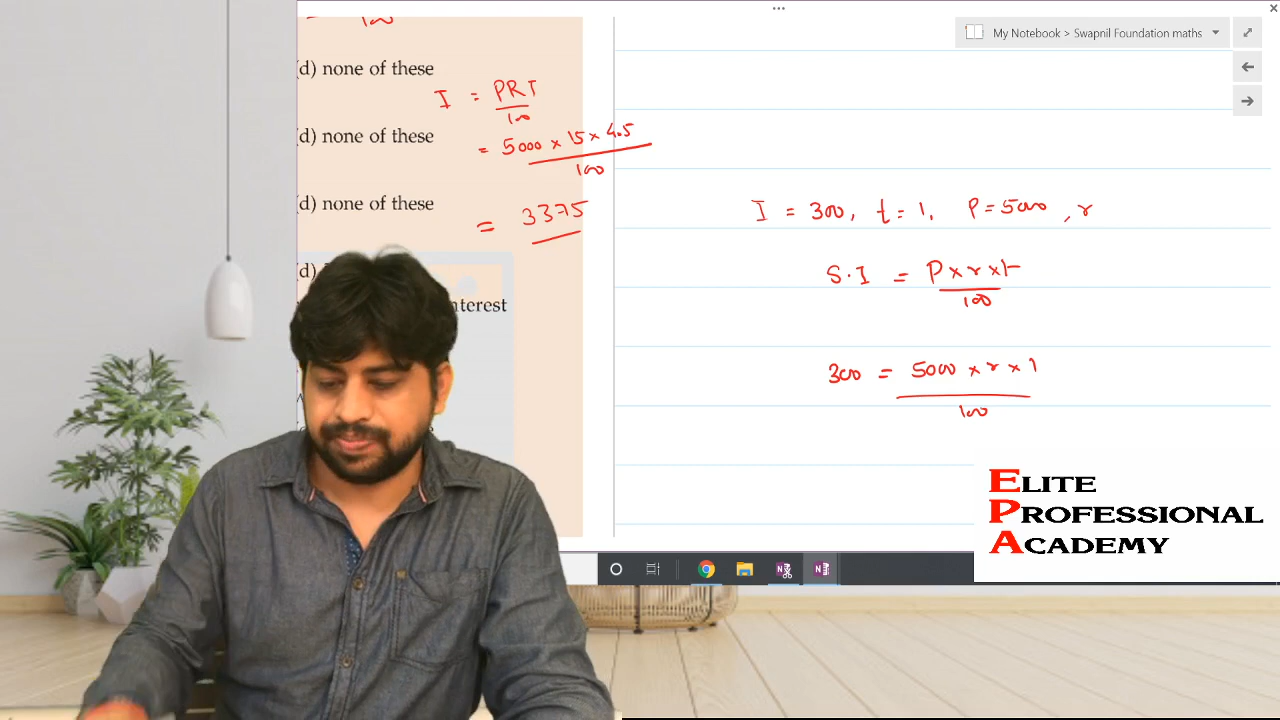 My Notebook > Swapnil Foundation maths
100
(d) none of these
I = PRT
100
(d) none of these
= 5000 × 15 × 4.5
100
(d) none of these
= 3375
(d)
nterest
I = 300, t = 1, P = 5000, r
S.I = P × r × t
100
300 = 5000 × r × 1
100
ELITE
PROFESSIONAL
ACADEMY